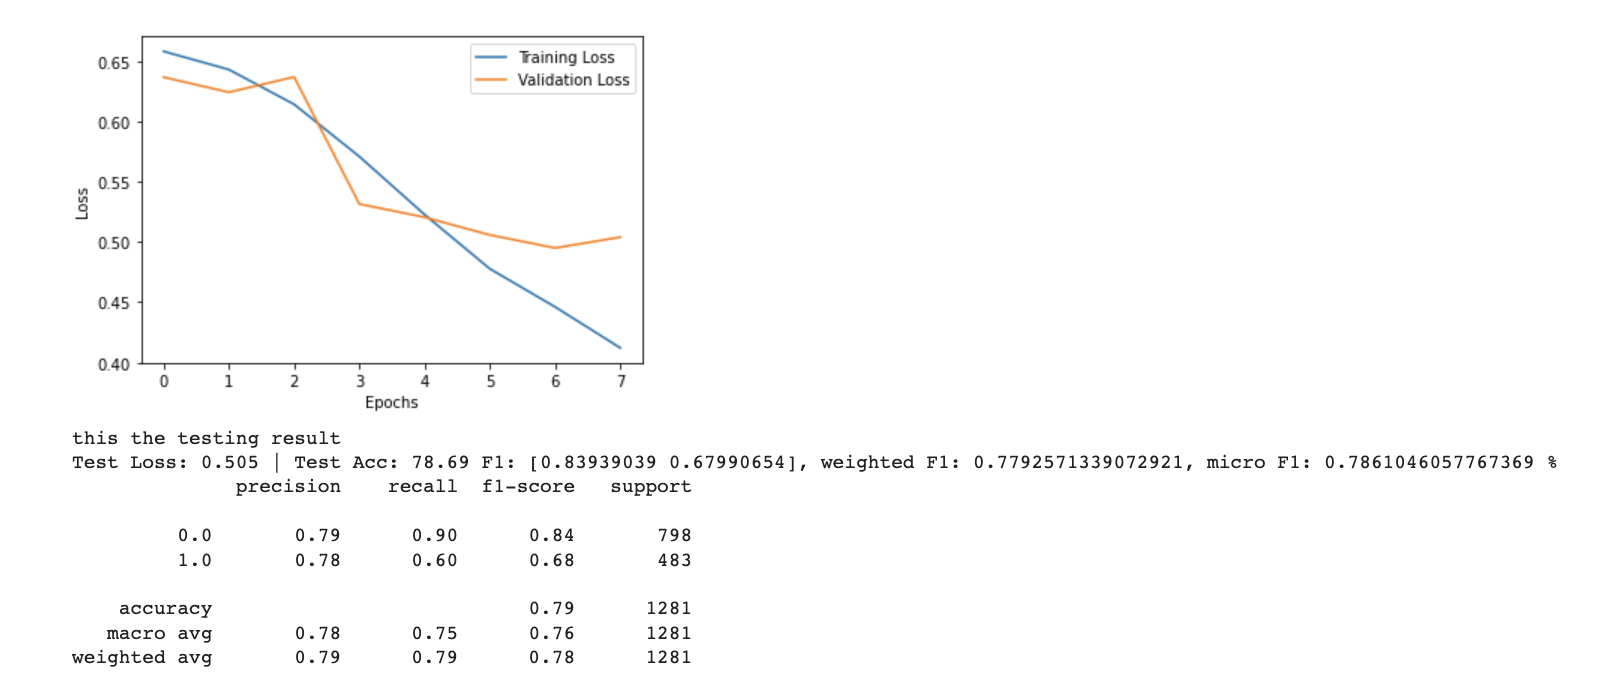 Training Loss
Validation Loss
0.65
0.60
0.55
0.50
0.45
0.40
Loss
0 1 2 3 4 5 6 7
Epochs
this the testing result
Test Loss: 0.505 | Test Acc: 78.69 F1: [0.83939039 0.67990654], weighted F1: 0.7792571339072921, micro F1: 0.7861046057767369 %
precision recall f1-score support
0.0 0.79 0.90 0.84 798
1.0 0.78 0.60 0.68 483
accuracy 0.79 1281
macro avg 0.78 0.75 0.76 1281
weighted avg 0.79 0.79 0.78 1281